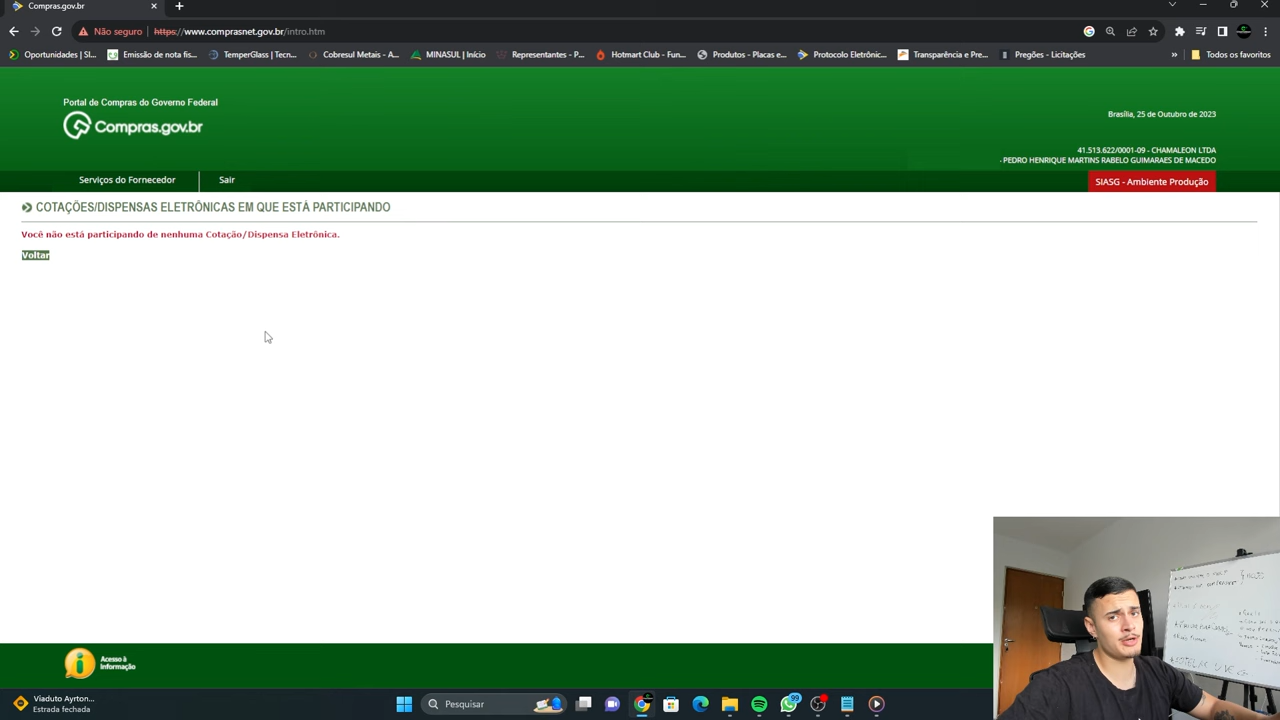 Compras.gov.br
Não seguro
https://www.comprasnet.gov.br/intro.htm
Oportunidades | SI...
Emissão de nota fis...
TemperGlass | Tecno...
Cobresul Metais - A...
MINASUL | Início
Representantes - P...
Hotmart Club - Fun...
Produtos - Placas e...
Protocolo Eletrônic...
Transparência e Pre...
Pregões - Licitações
»
Todos os favoritos
Portal de Compras do Governo Federal
Compras.gov.br
Brasília, 25 de Outubro de 2023
41.513.622/0001-09 - CHAMALEON LTDA
- PEDRO HENRIQUE MARTINS RABELO GUIMARAES DE MACEDO
Serviços do Fornecedor
Sair
SIASG - Ambiente Produção
COTAÇÕES/DISPENSAS ELETRÔNICAS EM QUE ESTÁ PARTICIPANDO
Você não está participando de nenhuma Cotação/Dispensa Eletrônica.
Voltar
Acesso à
Informação
Viaduto Ayrton...
Estrada fechada
Pesquisar
99